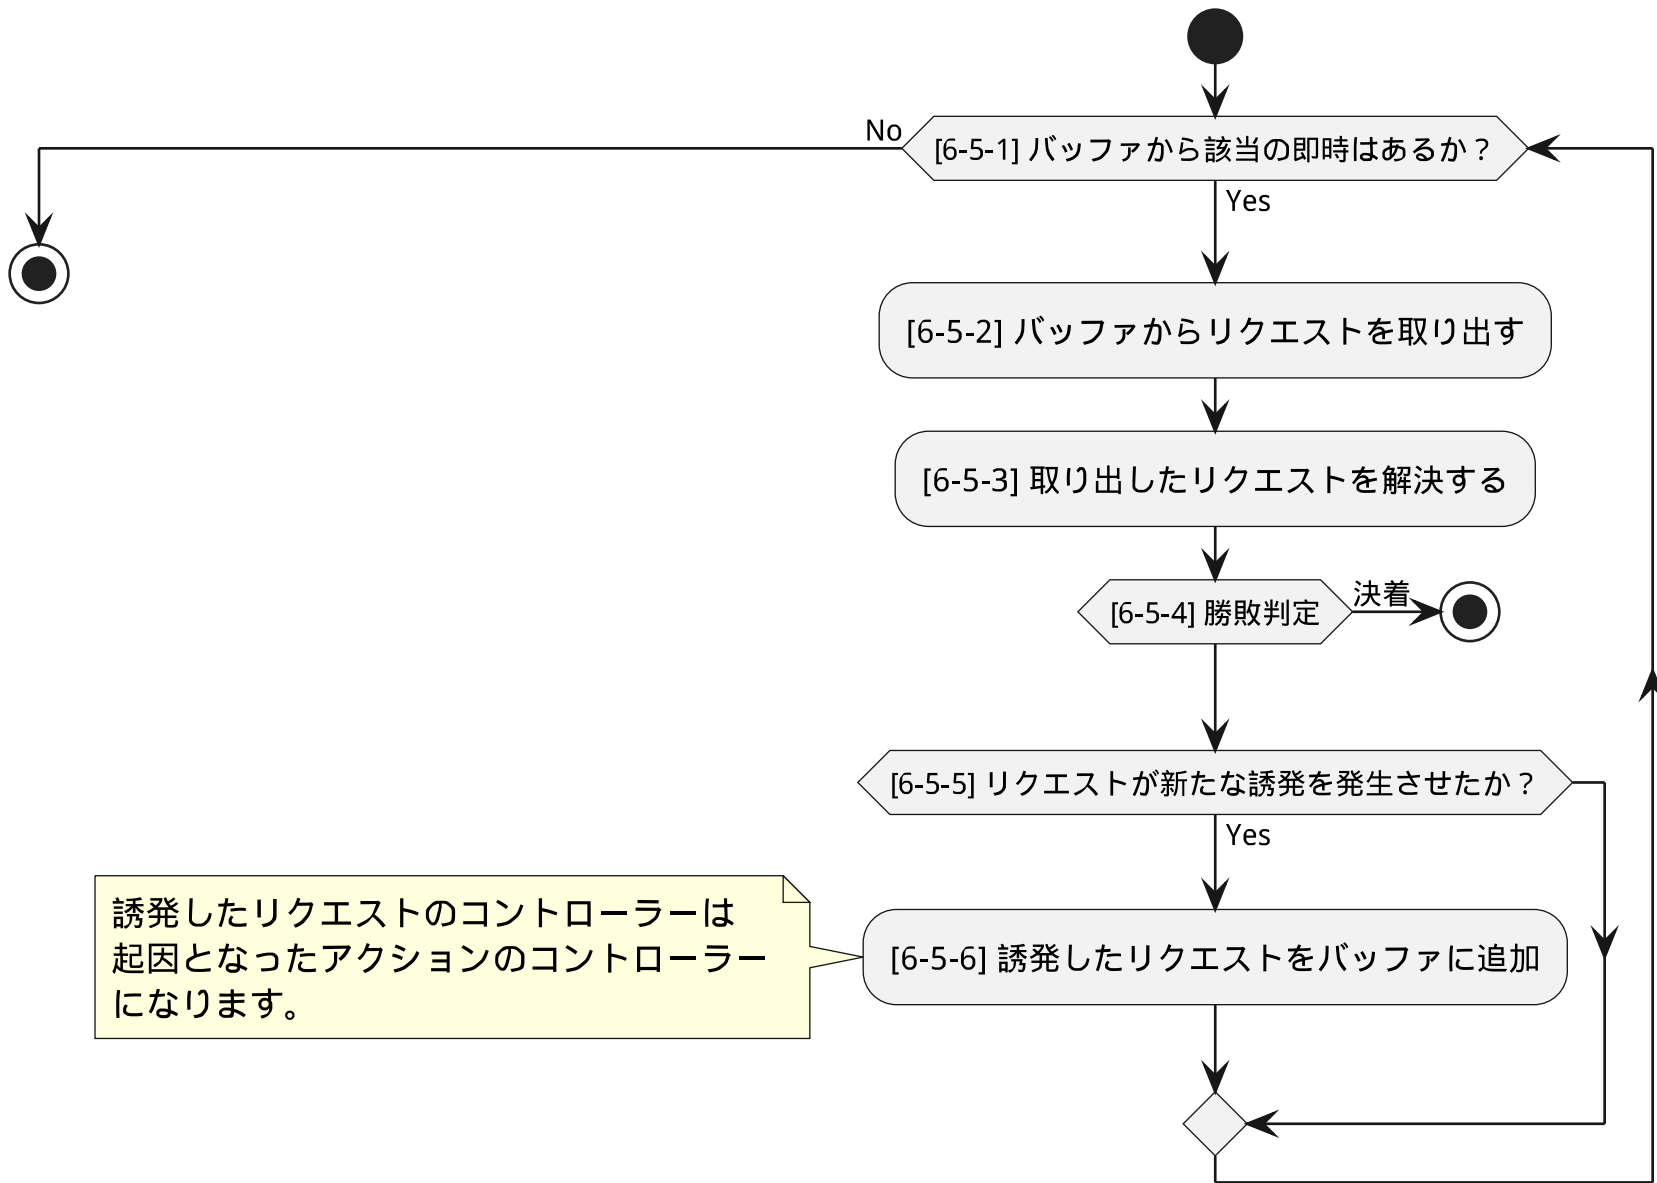 No
[6-5-1] バッファから該当の即時はあるか？
Yes
[6-5-2] バッファからリクエストを取り出す
[6-5-3] 取り出したリクエストを解決する
[6-5-4] 勝敗判定
決着
[6-5-5] リクエストが新たな誘発を発生させたか？
Yes
誘発したリクエストのコントローラーは
起因となったアクションのコントローラー
になります。
[6-5-6] 誘発したリクエストをバッファに追加